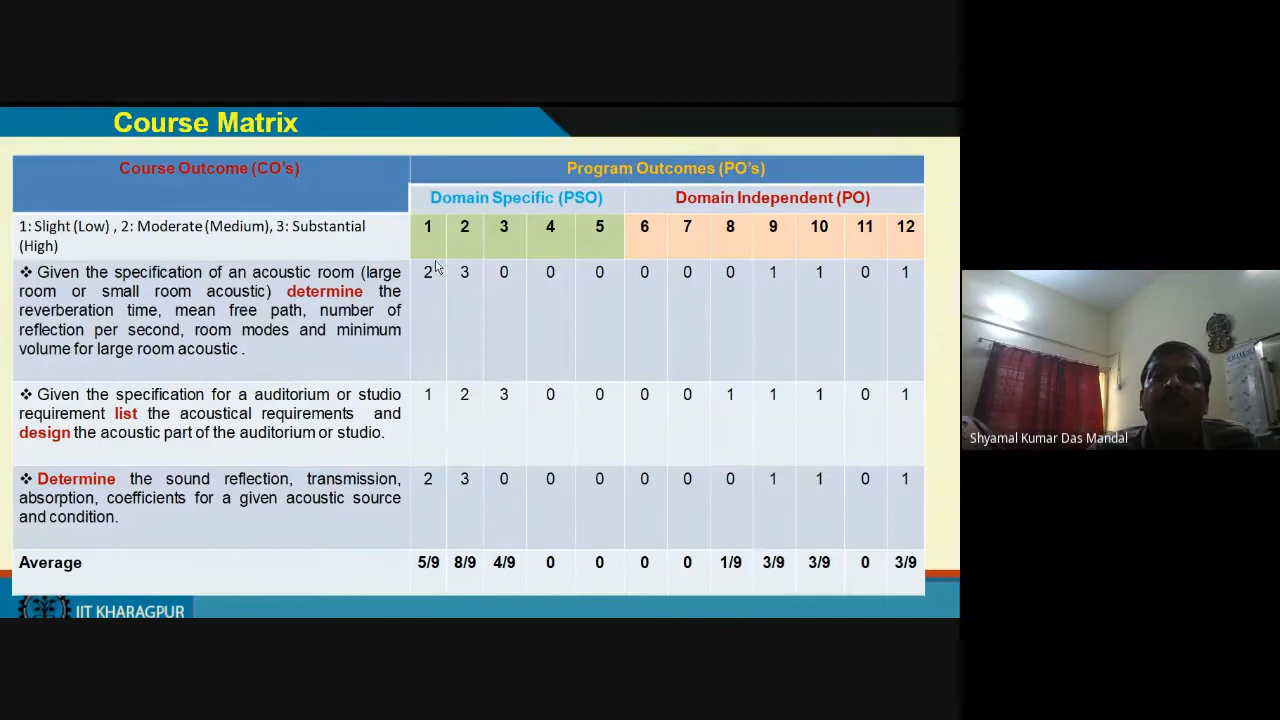 Course Matrix
Course Outcome (CO's)
Program Outcomes (PO's)
Domain Specific (PSO)
Domain Independent (PO)
1: Slight (Low) , 2: Moderate (Medium), 3: Substantial
(High)
1 2 3 4 5 6 7 8 9 10 11 12
❖ Given the specification of an acoustic room (large
room or small room acoustic) determine the
reverberation time, mean free path, number of
reflection per second, room modes and minimum
volume for large room acoustic .
2 3 0 0 0 0 0 0 1 1 0 1
❖ Given the specification for a auditorium or studio
requirement list the acoustical requirements and
design the acoustic part of the auditorium or studio.
1 2 3 0 0 0 0 1 1 1 0 1
❖ Determine the sound reflection, transmission,
absorption, coefficients for a given acoustic source
and condition.
2 3 0 0 0 0 0 0 1 1 0 1
Average 5/9 8/9 4/9 0 0 0 0 1/9 3/9 3/9 0 3/9
IIT KHARAGPUR
Shyamal Kumar Das Mandal